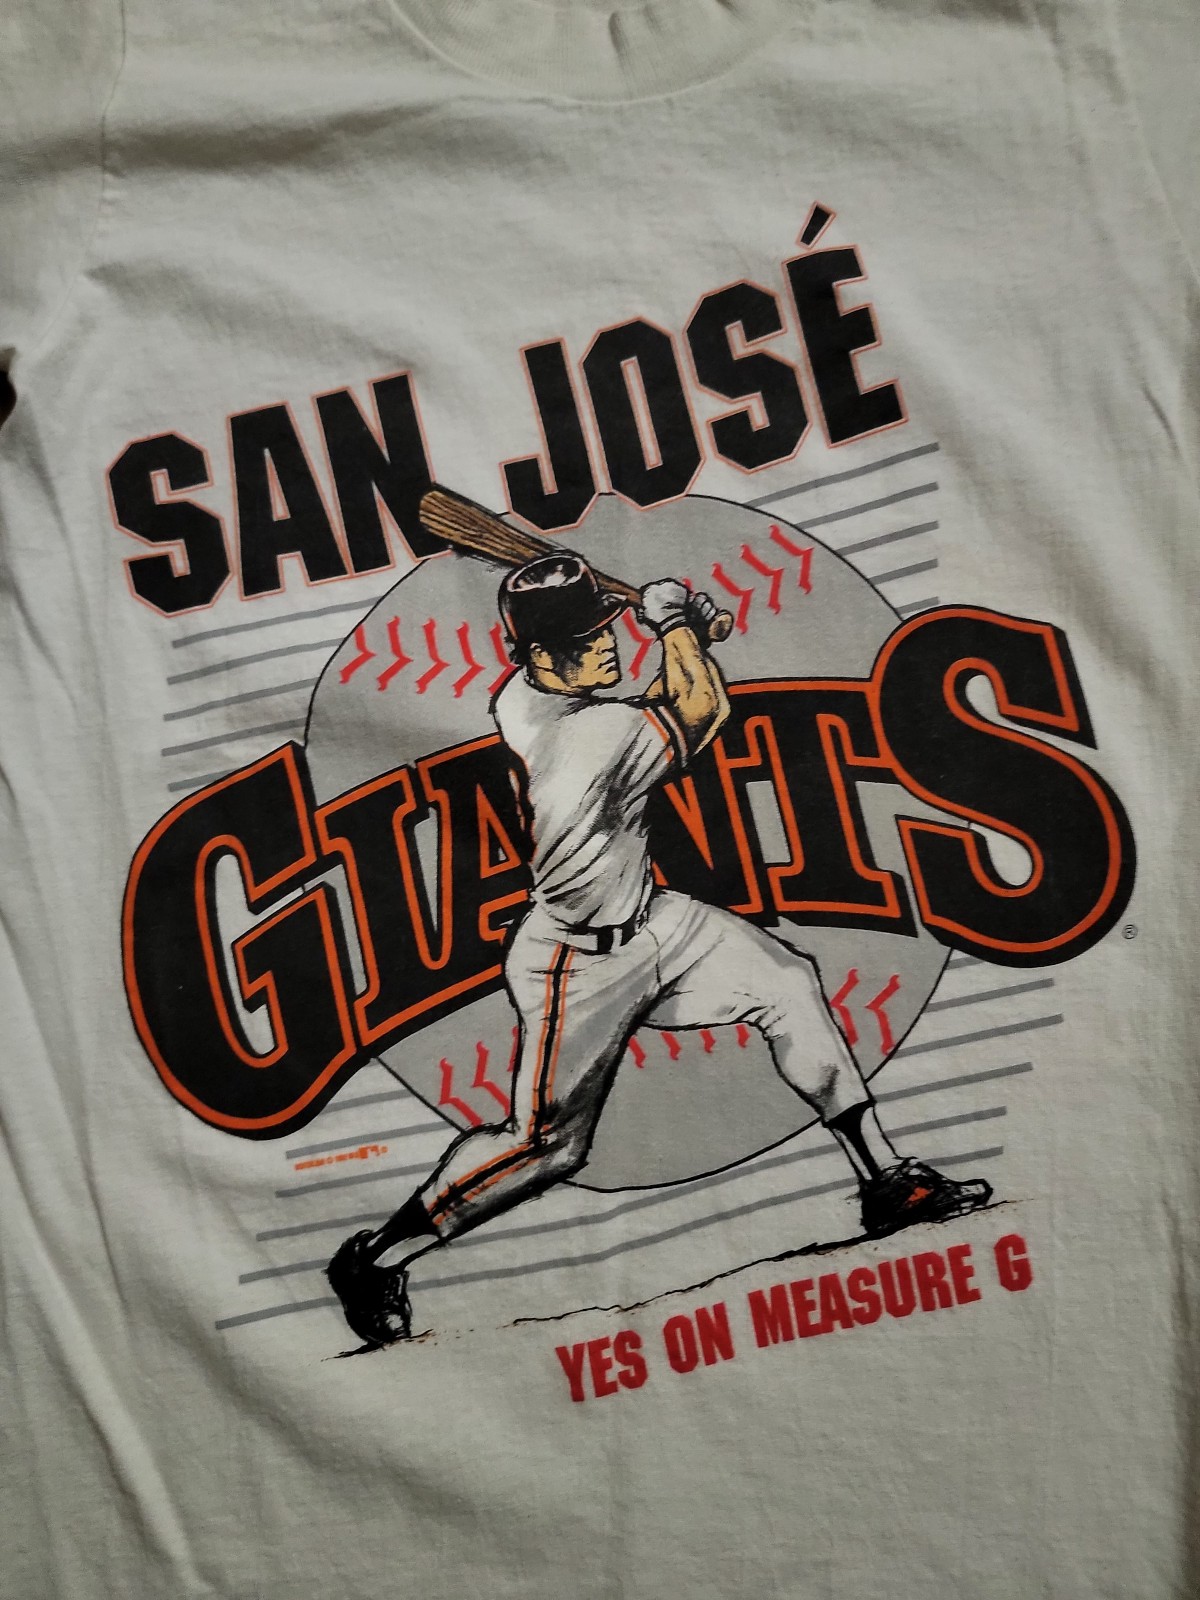 SAN JOSÉ
GIANTS
®
YES ON MEASURE G